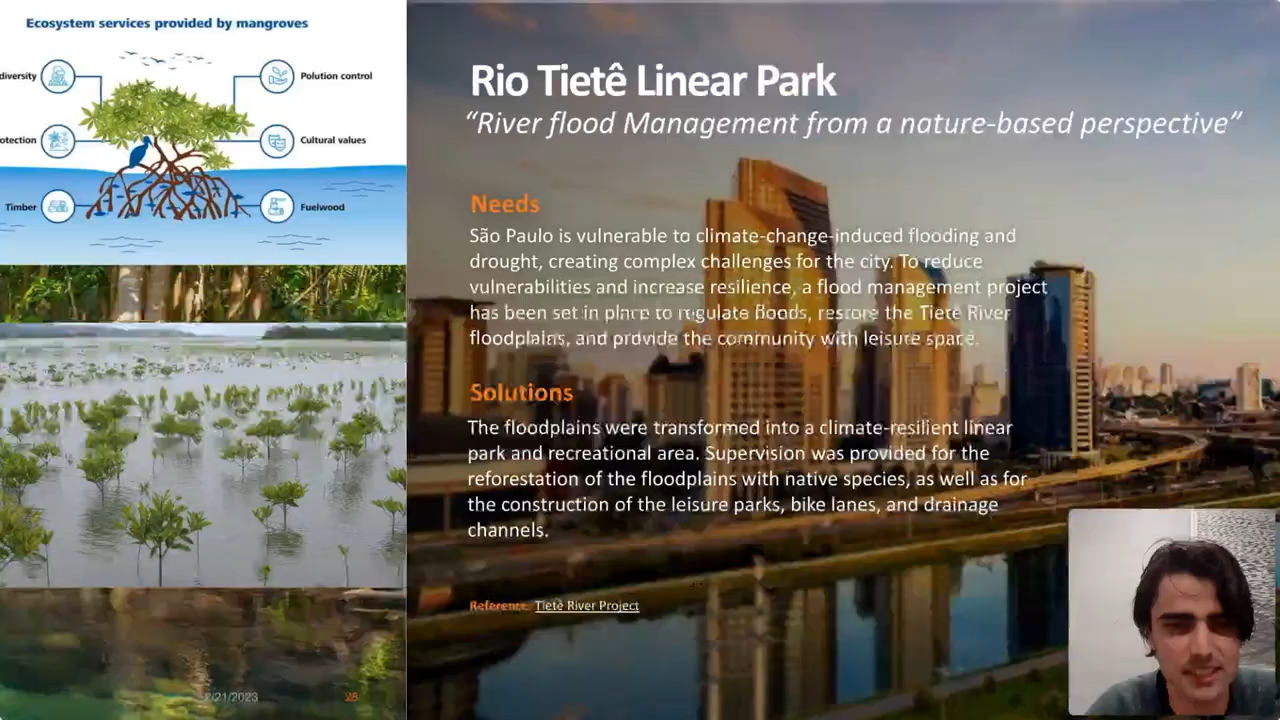 Ecosystem services provided by mangroves
diversity
Polution control
otection
Cultural values
Timber
Fuelwood
Rio Tietê Linear Park
“River flood Management from a nature-based perspective”
Needs
São Paulo is vulnerable to climate-change-induced flooding and
drought, creating complex challenges for the city. To reduce
vulnerabilities and increase resilience, a flood management project
has been set in place to regulate floods, restore the Tietê River
floodplains, and provide the community with leisure space.
Solutions
The floodplains were transformed into a climate-resilient linear
park and recreational area. Supervision was provided for the
reforestation of the floodplains with native species, as well as for
the construction of the leisure parks, bike lanes, and drainage
channels.
Reference: Tietê River Project
2/21/2023
28